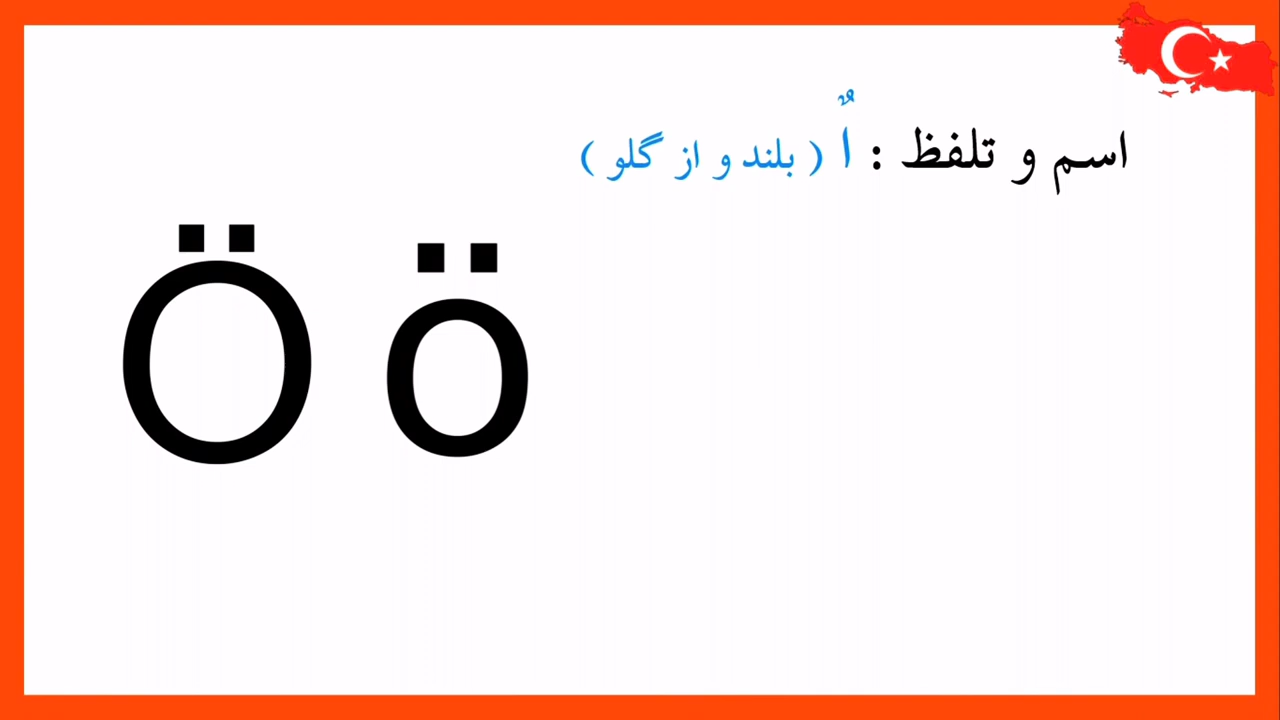 اسم و تلفظ : اٌ ( بلند و از گلو )
Ö ö